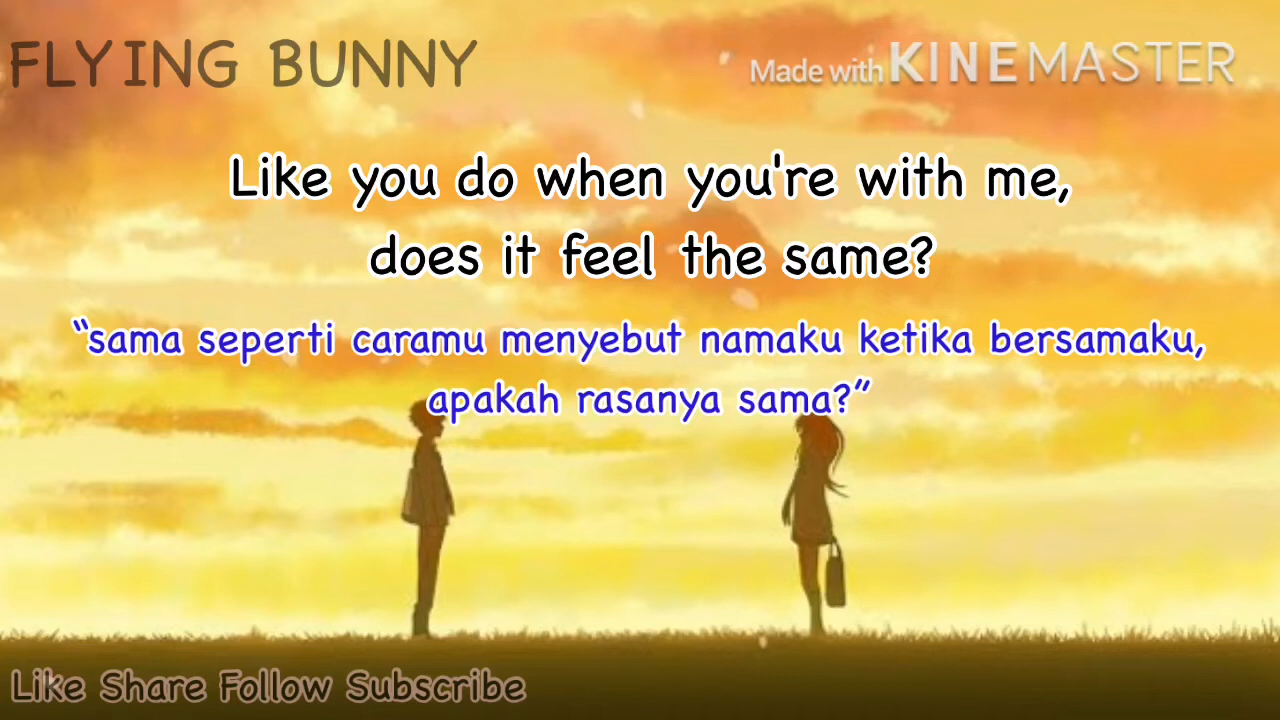 FLYING BUNNY
Made with KINEMASTER
Like you do when you're with me,
does it feel the same?
“sama seperti caramu menyebut namaku ketika bersamaku,
apakah rasanya sama?”
Like Share Follow Subscribe